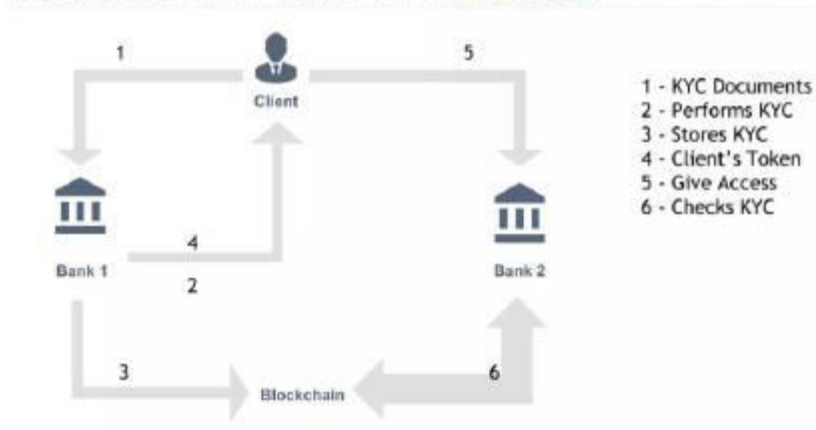 1
5
Client
1 - KYC Documents
2 - Performs KYC
3 - Stores KYC
4 - Client's Token
5 - Give Access
6 - Checks KYC
4
Bank 1
2
Bank 2
3
6
Blockchain